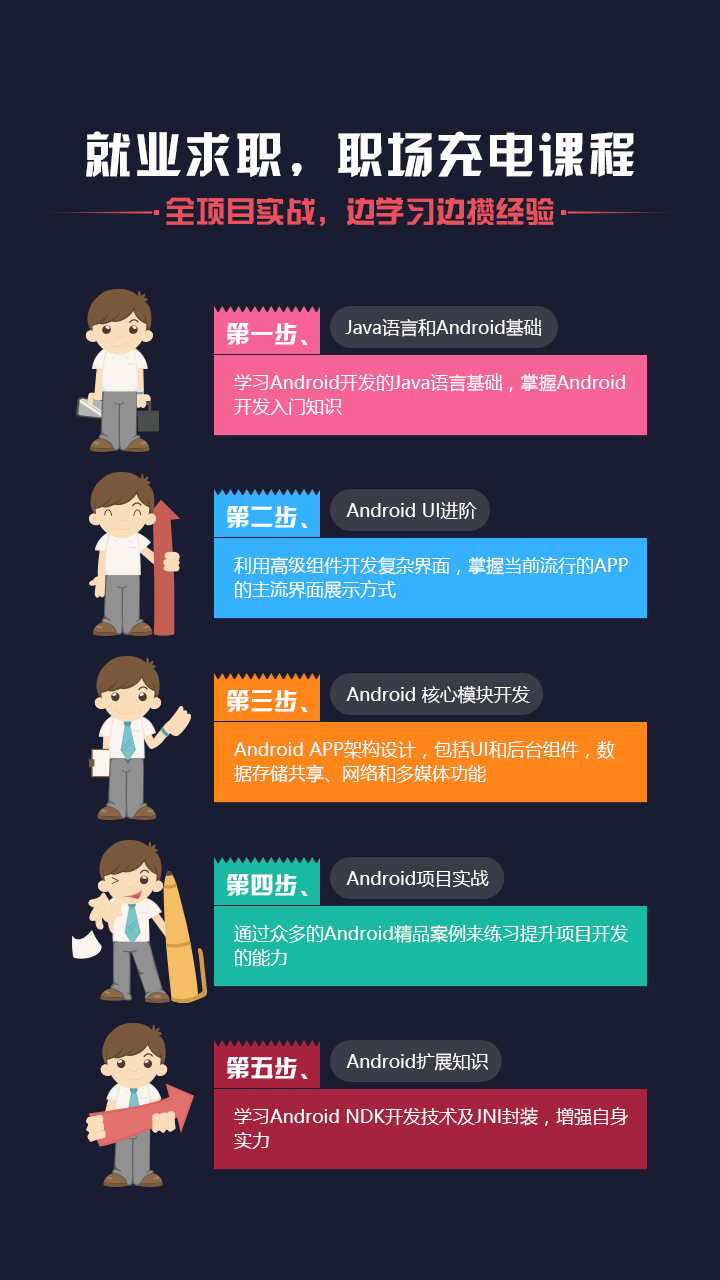 就业求职，职场充电课程
全项目实战，边学习边攒经验
第一步、
Java语言和Android基础
学习Android开发的Java语言基础，掌握Android
开发入门知识
第二步、
Android UI进阶
利用高级组件开发复杂界面，掌握当前流行的APP
的主流界面展示方式
第三步、
Android 核心模块开发
Android APP架构设计，包括UI和后台组件，数
据存储共享、网络和多媒体功能
第四步、
Android项目实战
通过众多的Android精品案例来练习提升项目开发
的能力
第五步、
Android扩展知识
学习Android NDK开发技术及JNI封装，增强自身
实力